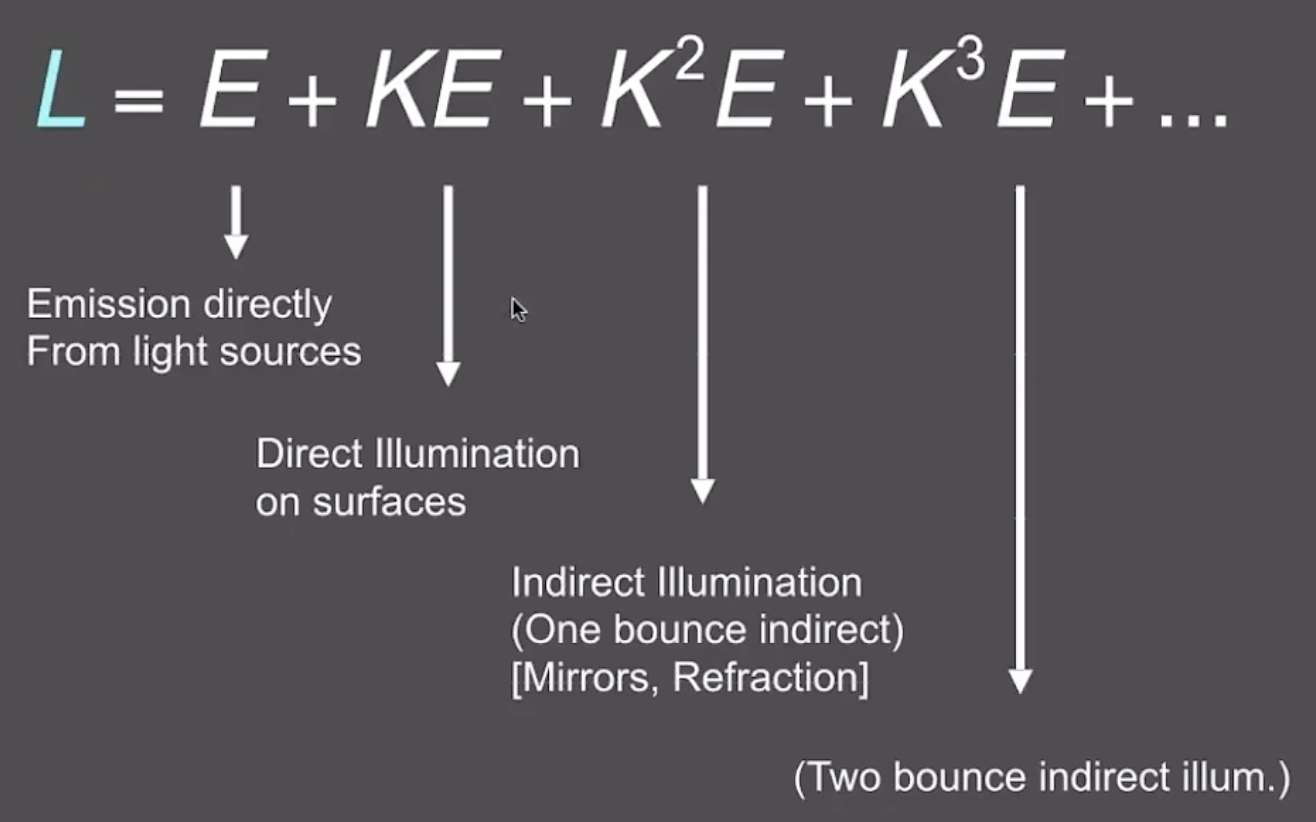 L = E + KE + K²E + K³E + ...
Emission directly
From light sources
Direct Illumination
on surfaces
Indirect Illumination
(One bounce indirect)
[Mirrors, Refraction]
(Two bounce indirect illum.)